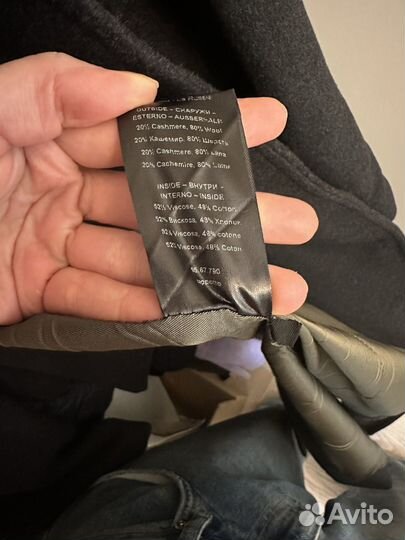 OUTSIDE – СНАРУЖИ –
ESTERNO – AUSSERHALB
20% Cashmere, 80% Wool
20% Кашемир, 80% Шерсть
20% Cashmere, 80% Lana
20% Cachemire, 80% Laine
INSIDE – ВНУТРИ –
INTERNO – INSIDE
52% Viscose, 48% Cotton
52% Вискоза, 48% Хлопок
52% Viscosa, 48% cotone
52% Viscose, 48% Coton
67.790
Avito